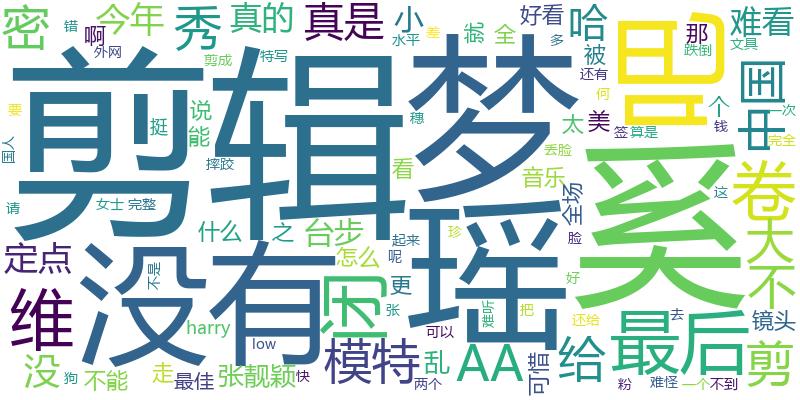 剪辑
梦瑶
奚
没有
最后
维
密
秀
今年
真的
真是
小
哈
好看
全
被
那
难看
中国
卷
大
不
剪
镜头
给
AA
模特
闭
台步
定点
张靓颖
没
不能
走
最佳
乱
可惜
更
美
太
说
能
挺
啊
错
外网
剪成
特写
水平
差
多
还有
何
跌倒
文具
个
一次
签
算是
钱
完全
丢脸
音乐
全场
脸
看
穗
摔跤
要
国人
请
女士
完整
什么
之
怎么
起来
呢
珍
这
不是
harry
low
狗
快
两个
张
可以
难听
把
好
还给
去
粉
难怪
一个
不到